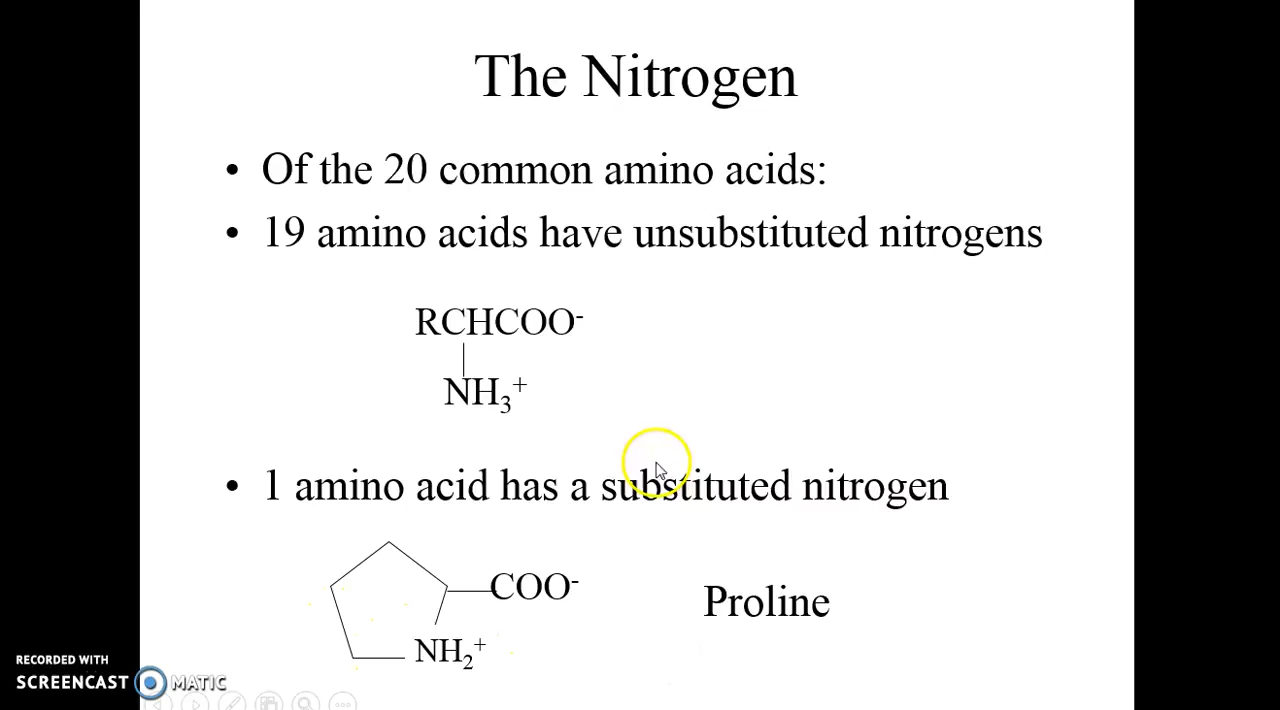 The Nitrogen
• Of the 20 common amino acids:
• 19 amino acids have unsubstituted nitrogens
RCHCOO⁻
NH₃⁺
• 1 amino acid has a substituted nitrogen
COO⁻
Proline
NH₂⁺
RECORDED WITH
SCREENCAST MATIC